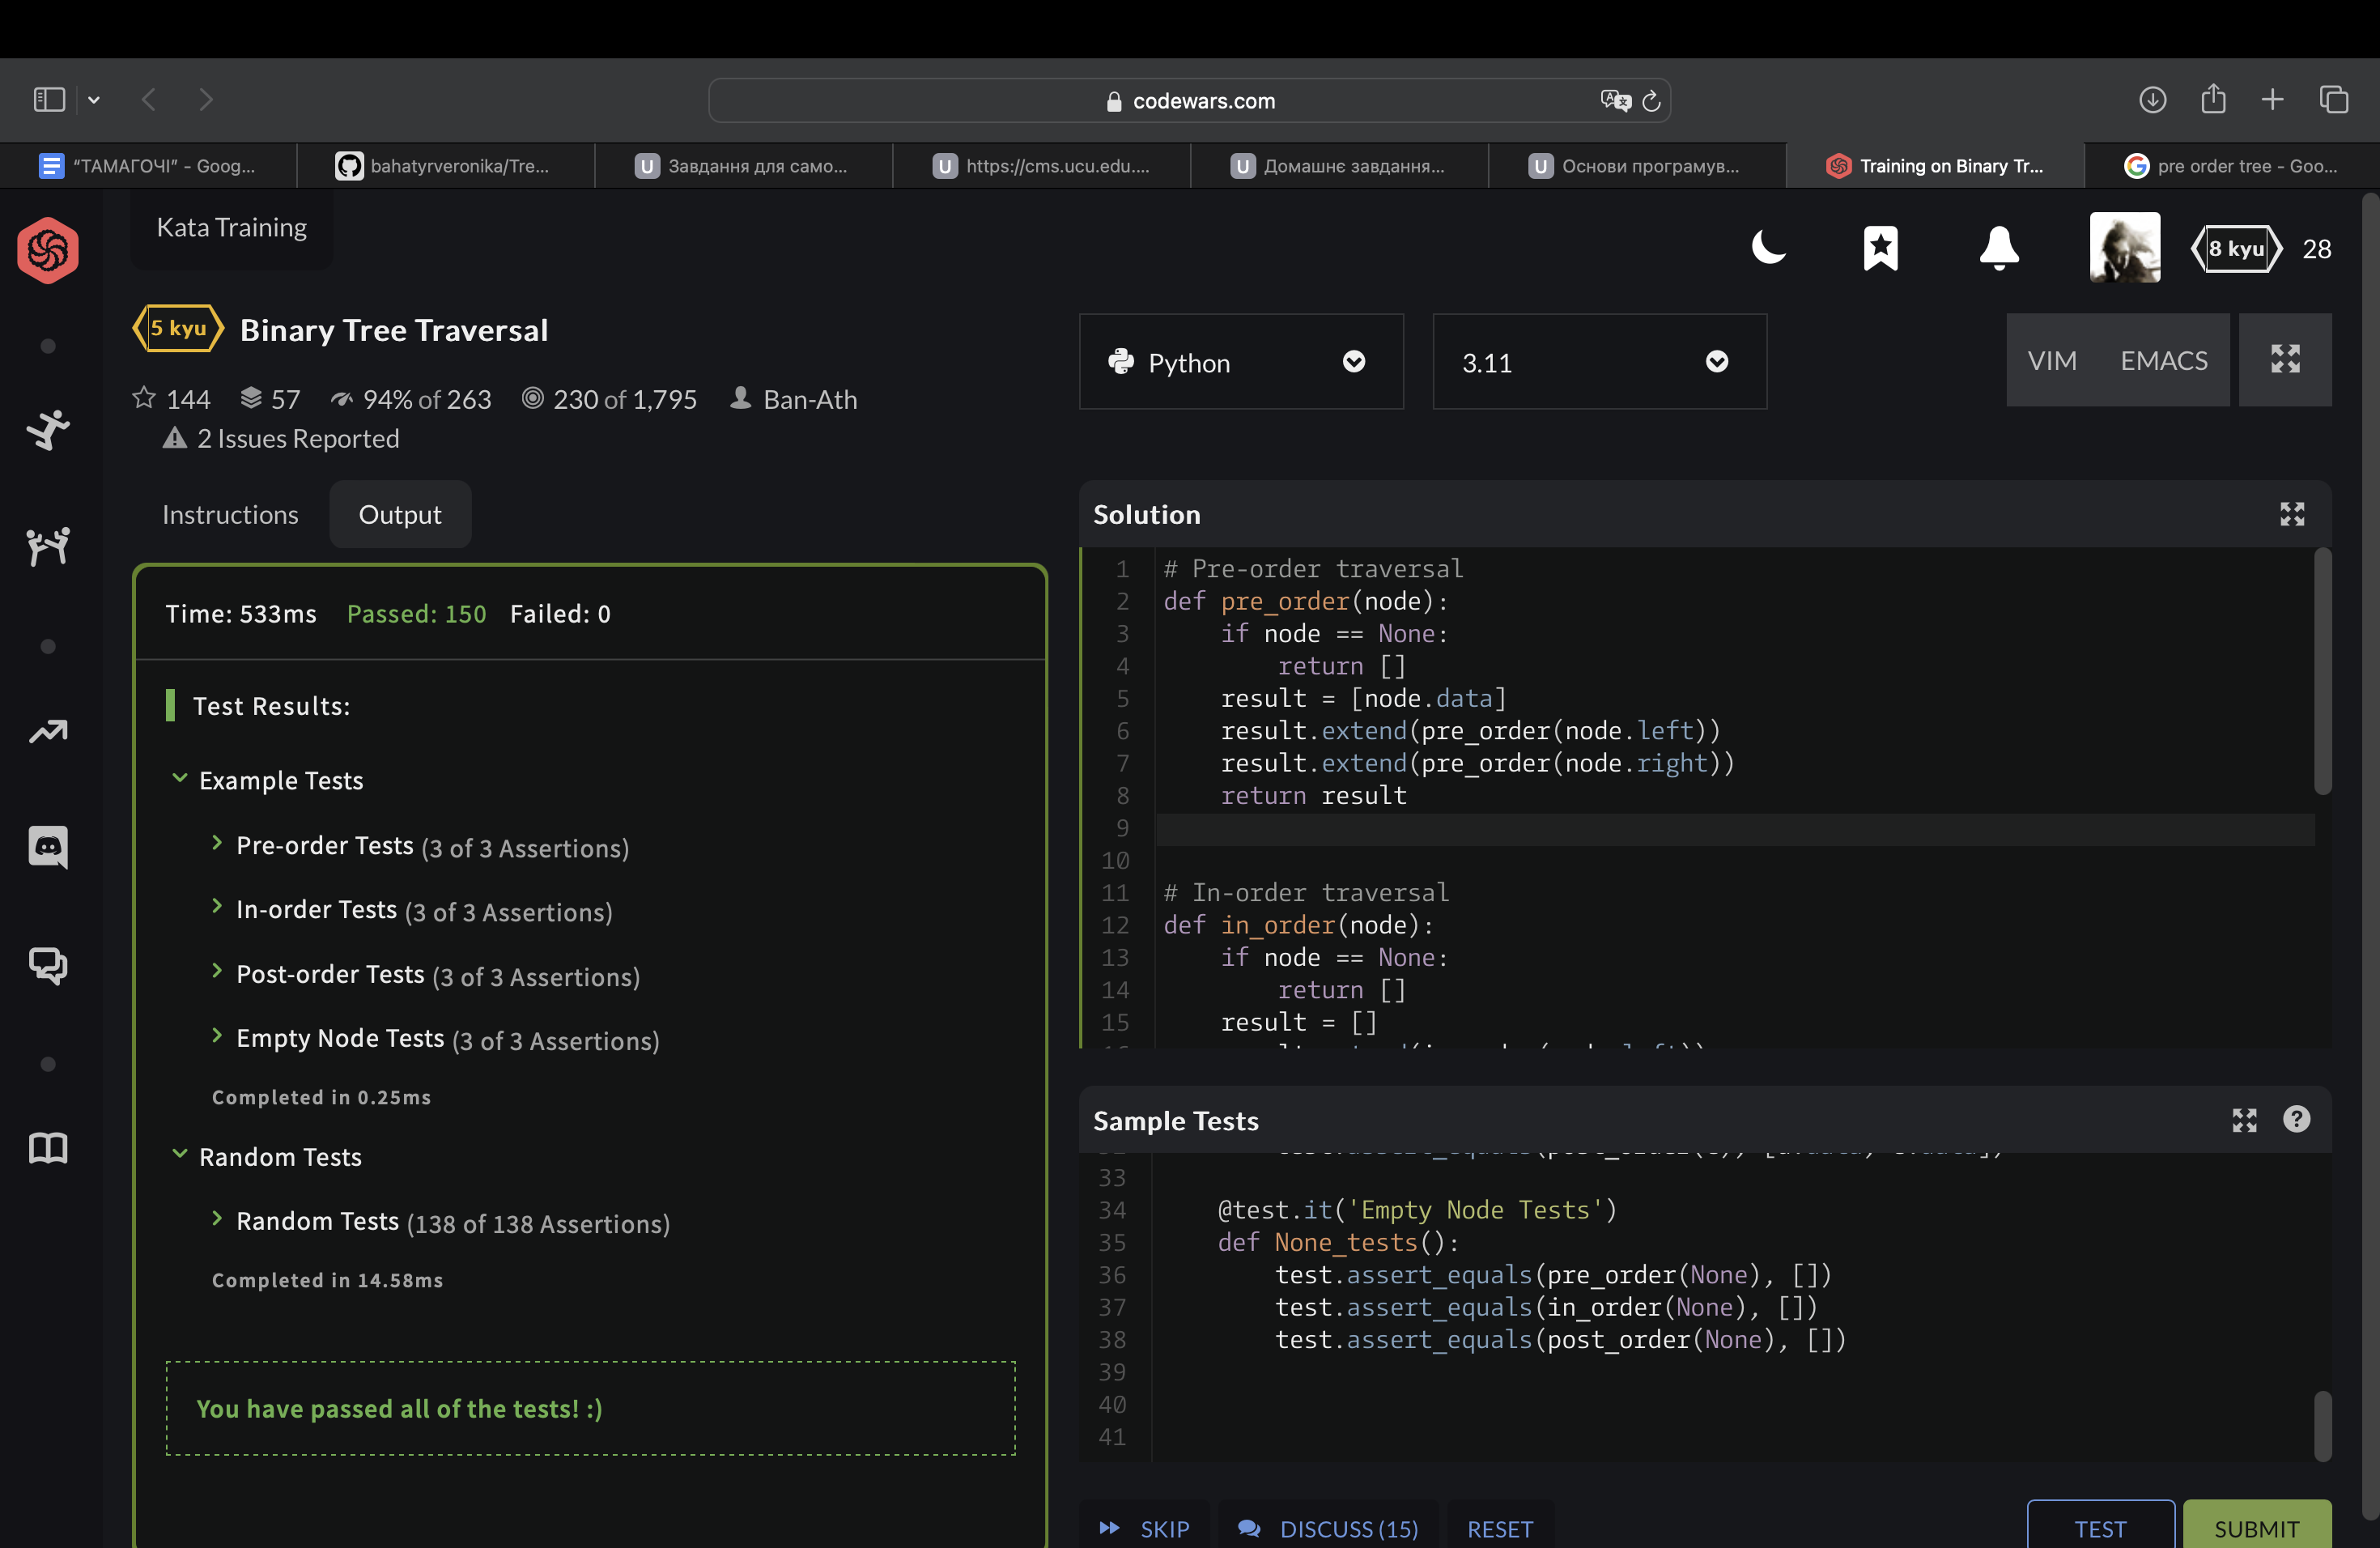 codewars.com
“ТАМАГОЧІ” - Goog...
bahatyrveronika/Tre...
U Завдання для само...
U https://cms.ucu.edu....
U Домашнє завдання...
U Основи програмув...
Training on Binary Tr...
pre order tree - Goo...
Kata Training
8 kyu 28
5 kyu Binary Tree Traversal
144 57 94% of 263 230 of 1,795 Ban-Ath
2 Issues Reported
Python
3.11
VIM EMACS
Instructions Output
Time: 533ms Passed: 150 Failed: 0
Test Results:
Example Tests
Pre-order Tests (3 of 3 Assertions)
In-order Tests (3 of 3 Assertions)
Post-order Tests (3 of 3 Assertions)
Empty Node Tests (3 of 3 Assertions)
Completed in 0.25ms
Random Tests
Random Tests (138 of 138 Assertions)
Completed in 14.58ms
You have passed all of the tests! :)
Solution
1 # Pre-order traversal
2 def pre_order(node):
3     if node == None:
4         return []
5     result = [node.data]
6     result.extend(pre_order(node.left))
7     result.extend(pre_order(node.right))
8     return result
9
10
11 # In-order traversal
12 def in_order(node):
13     if node == None:
14         return []
15     result = []
Sample Tests
?
33
34     @test.it('Empty Node Tests')
35     def None_tests():
36         test.assert_equals(pre_order(None), [])
37         test.assert_equals(in_order(None), [])
38         test.assert_equals(post_order(None), [])
39
40
41
SKIP DISCUSS (15) RESET
TEST SUBMIT